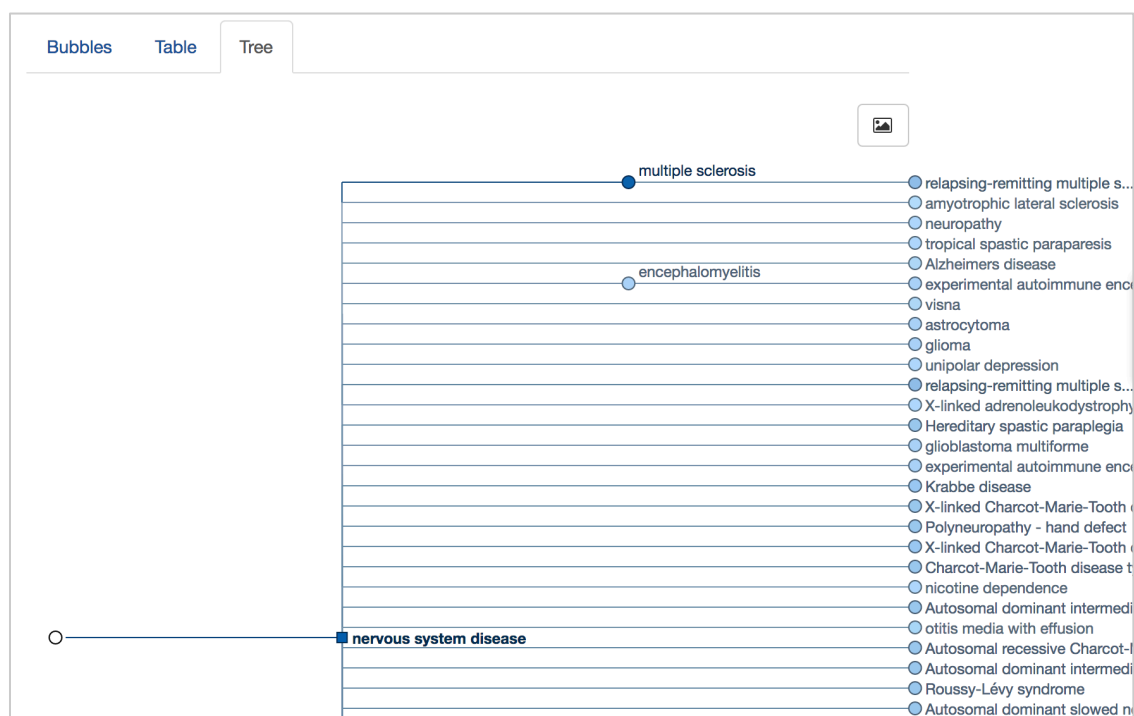 Bubbles Table Tree
multiple sclerosis
relapsing-remitting multiple s...
amyotrophic lateral sclerosis
neuropathy
tropical spastic paraparesis
Alzheimers disease
encephalomyelitis
experimental autoimmune enc
visna
astrocytoma
glioma
unipolar depression
relapsing-remitting multiple s...
X-linked adrenoleukodystrophy
Hereditary spastic paraplegia
glioblastoma multiforme
experimental autoimmune enc
Krabbe disease
X-linked Charcot-Marie-Tooth
Polyneuropathy - hand defect
X-linked Charcot-Marie-Tooth
Charcot-Marie-Tooth disease t
nicotine dependence
Autosomal dominant intermedi
otitis media with effusion
nervous system disease
Autosomal recessive Charcot-
Autosomal dominant intermedi
Roussy-Lévy syndrome
Autosomal dominant slowed n